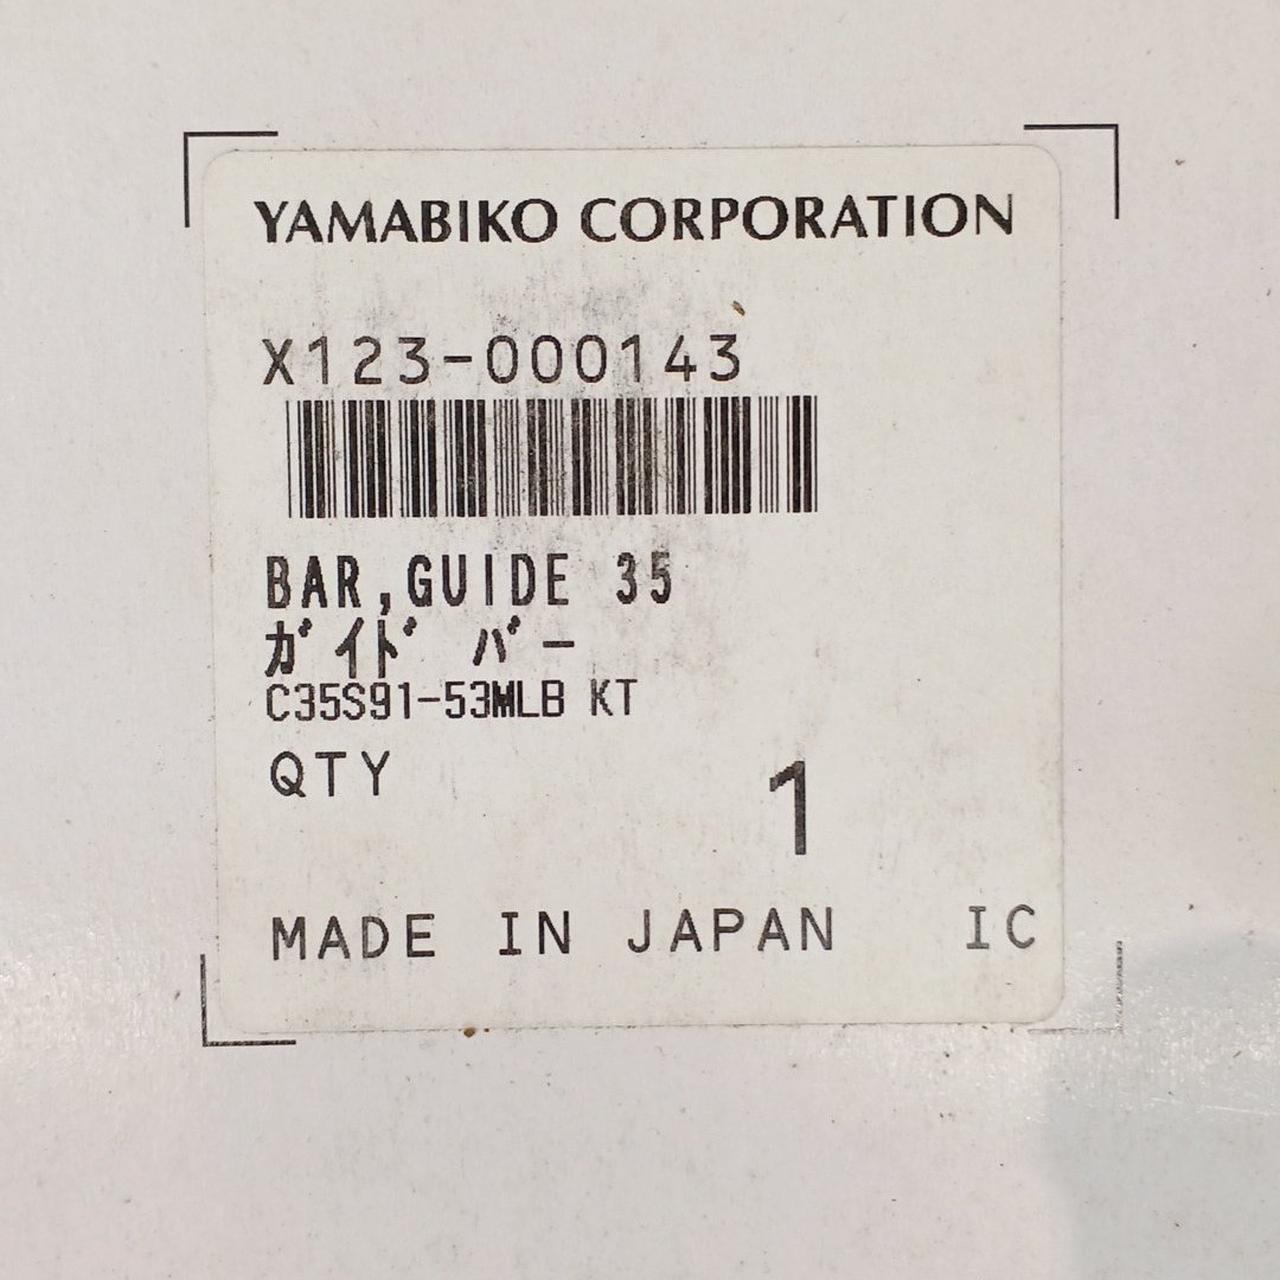 YAMABIKO CORPORATION
X123-000143
BAR,GUIDE 35
ガイド バー
C35S91-53MLB KT
QTY 1
MADE IN JAPAN IC